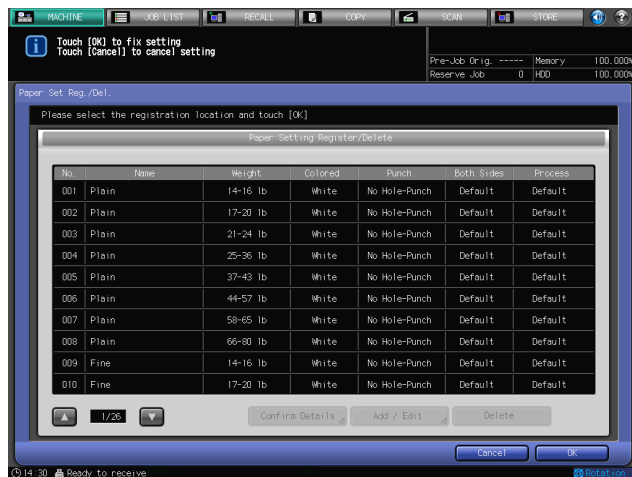 MACHINE JOB LIST RECALL COPY SCAN STORE
Touch [OK] to fix setting
Touch [Cancel] to cancel setting
Pre-Job Orig. ----- Memory 100.000%
Reserve Job 0 HDD 100.000%
Paper Set Reg./Del.
Please select the registration location and touch [OK]
Paper Setting Register/Delete
No. Name Weight Colored Punch Both Sides Process
001 Plain 14-16 lb White No Hole-Punch Default Default
002 Plain 17-20 lb White No Hole-Punch Default Default
003 Plain 21-24 lb White No Hole-Punch Default Default
004 Plain 25-36 lb White No Hole-Punch Default Default
005 Plain 37-43 lb White No Hole-Punch Default Default
006 Plain 44-57 lb White No Hole-Punch Default Default
007 Plain 58-65 lb White No Hole-Punch Default Default
008 Plain 66-80 lb White No Hole-Punch Default Default
009 Fine 14-16 lb White No Hole-Punch Default Default
010 Fine 17-20 lb White No Hole-Punch Default Default
1/26 Confirm Details Add / Edit Delete
Cancel OK
14:30 Ready to receive Rotation